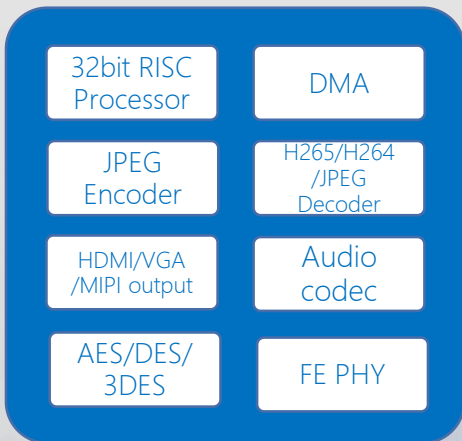 32bit RISC
Processor
DMA
JPEG
Encoder
H265/H264
/JPEG
Decoder
HDMI/VGA
/MIPI output
Audio
codec
AES/DES/
3DES
FE PHY